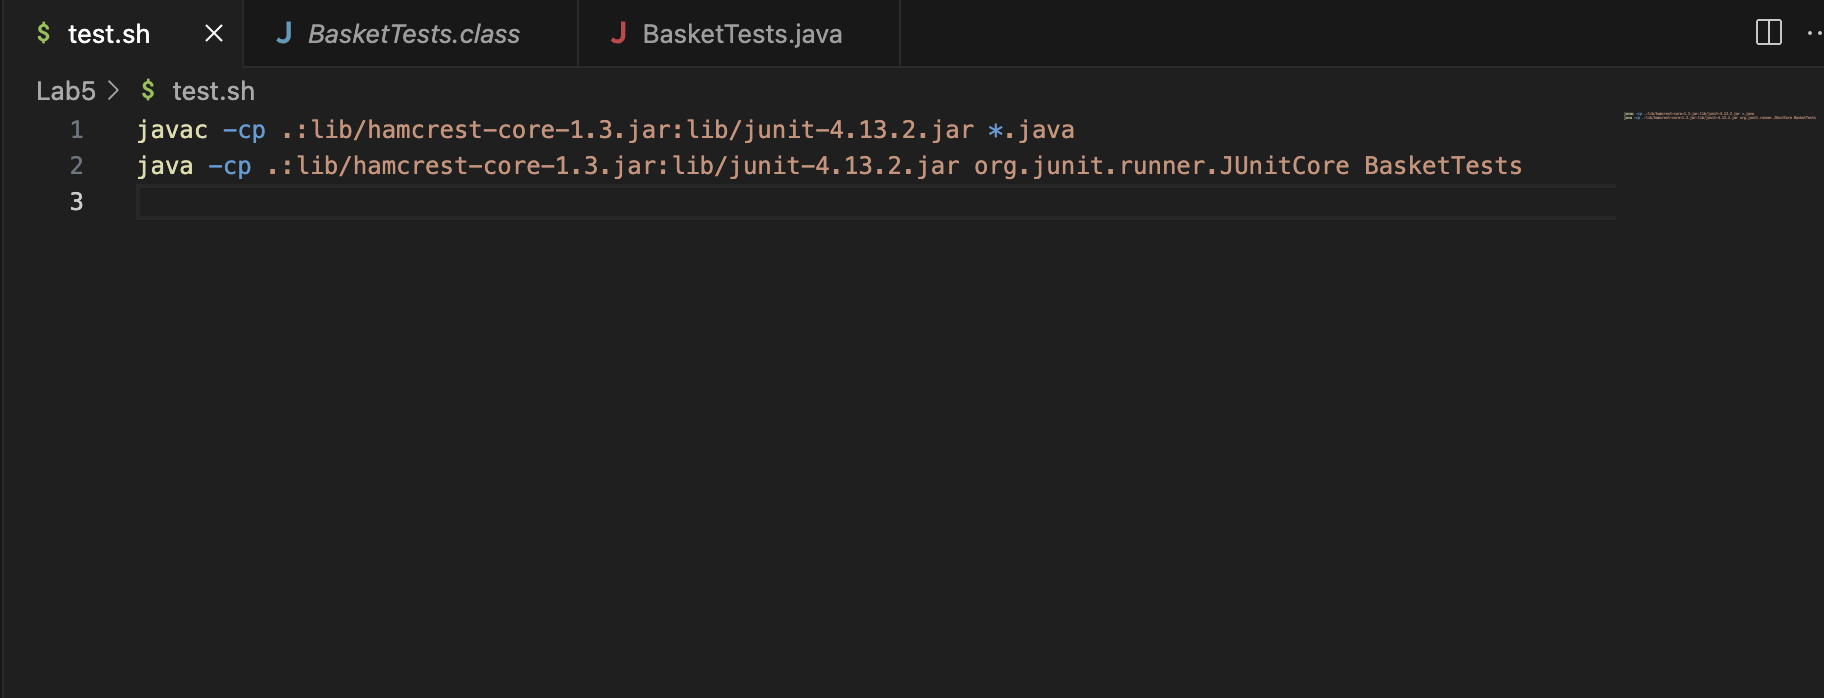 $ test.sh
J BasketTests.class
J BasketTests.java
Lab5 > $ test.sh
1 javac -cp .:lib/hamcrest-core-1.3.jar:lib/junit-4.13.2.jar *.java
2 java -cp .:lib/hamcrest-core-1.3.jar:lib/junit-4.13.2.jar org.junit.runner.JUnitCore BasketTests
3